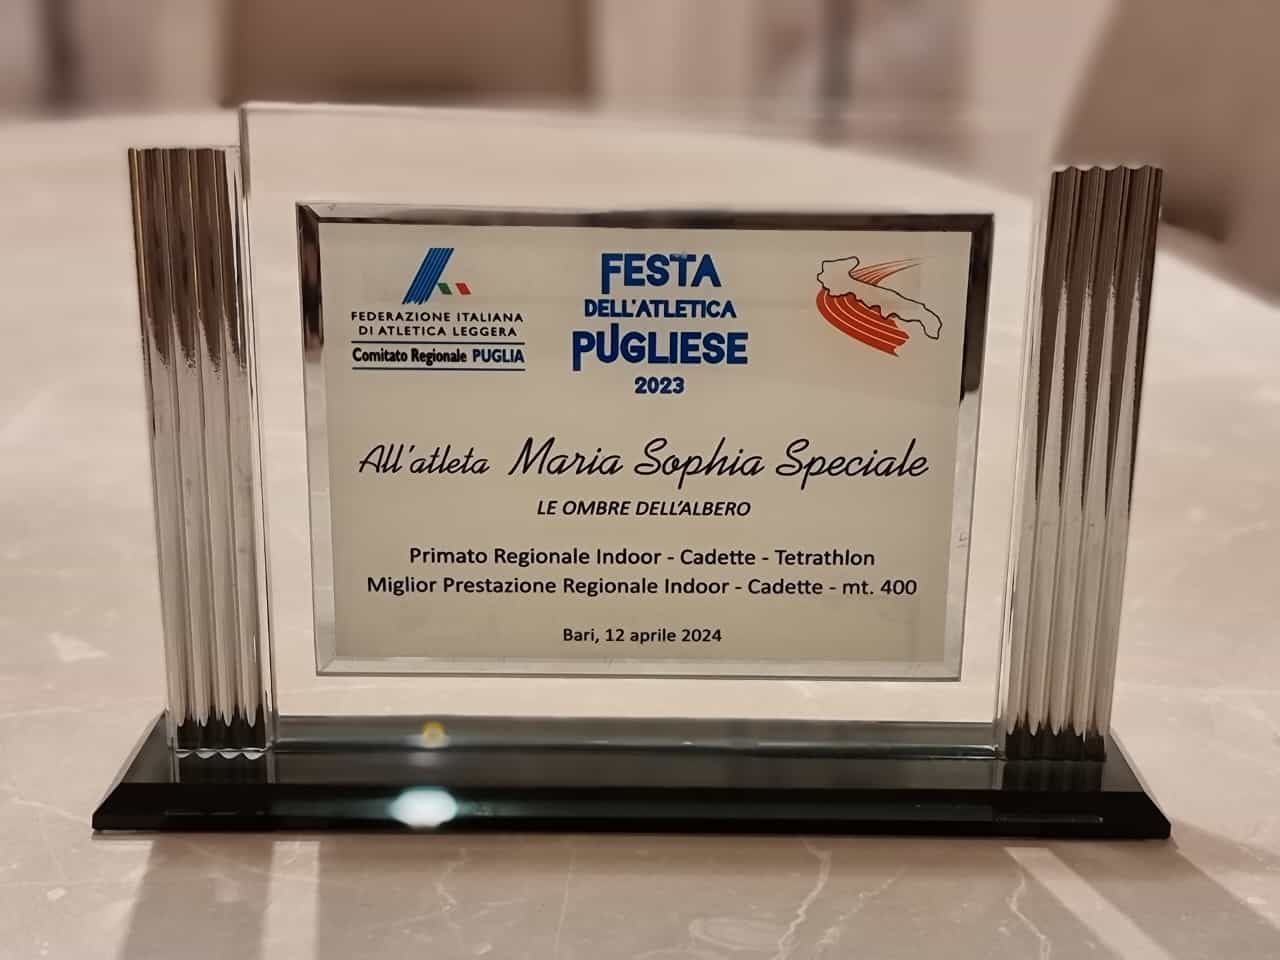 FEDERAZIONE ITALIANA
DI ATLETICA LEGGERA
Comitato Regionale PUGLIA
FESTA
DELL'ATLETICA
PUGLIESE
2023
All'atleta Maria Sophia Speciale
LE OMBRE DELL'ALBERO
Primato Regionale Indoor - Cadette - Tetrathlon
Miglior Prestazione Regionale Indoor - Cadette - mt. 400
Bari, 12 aprile 2024